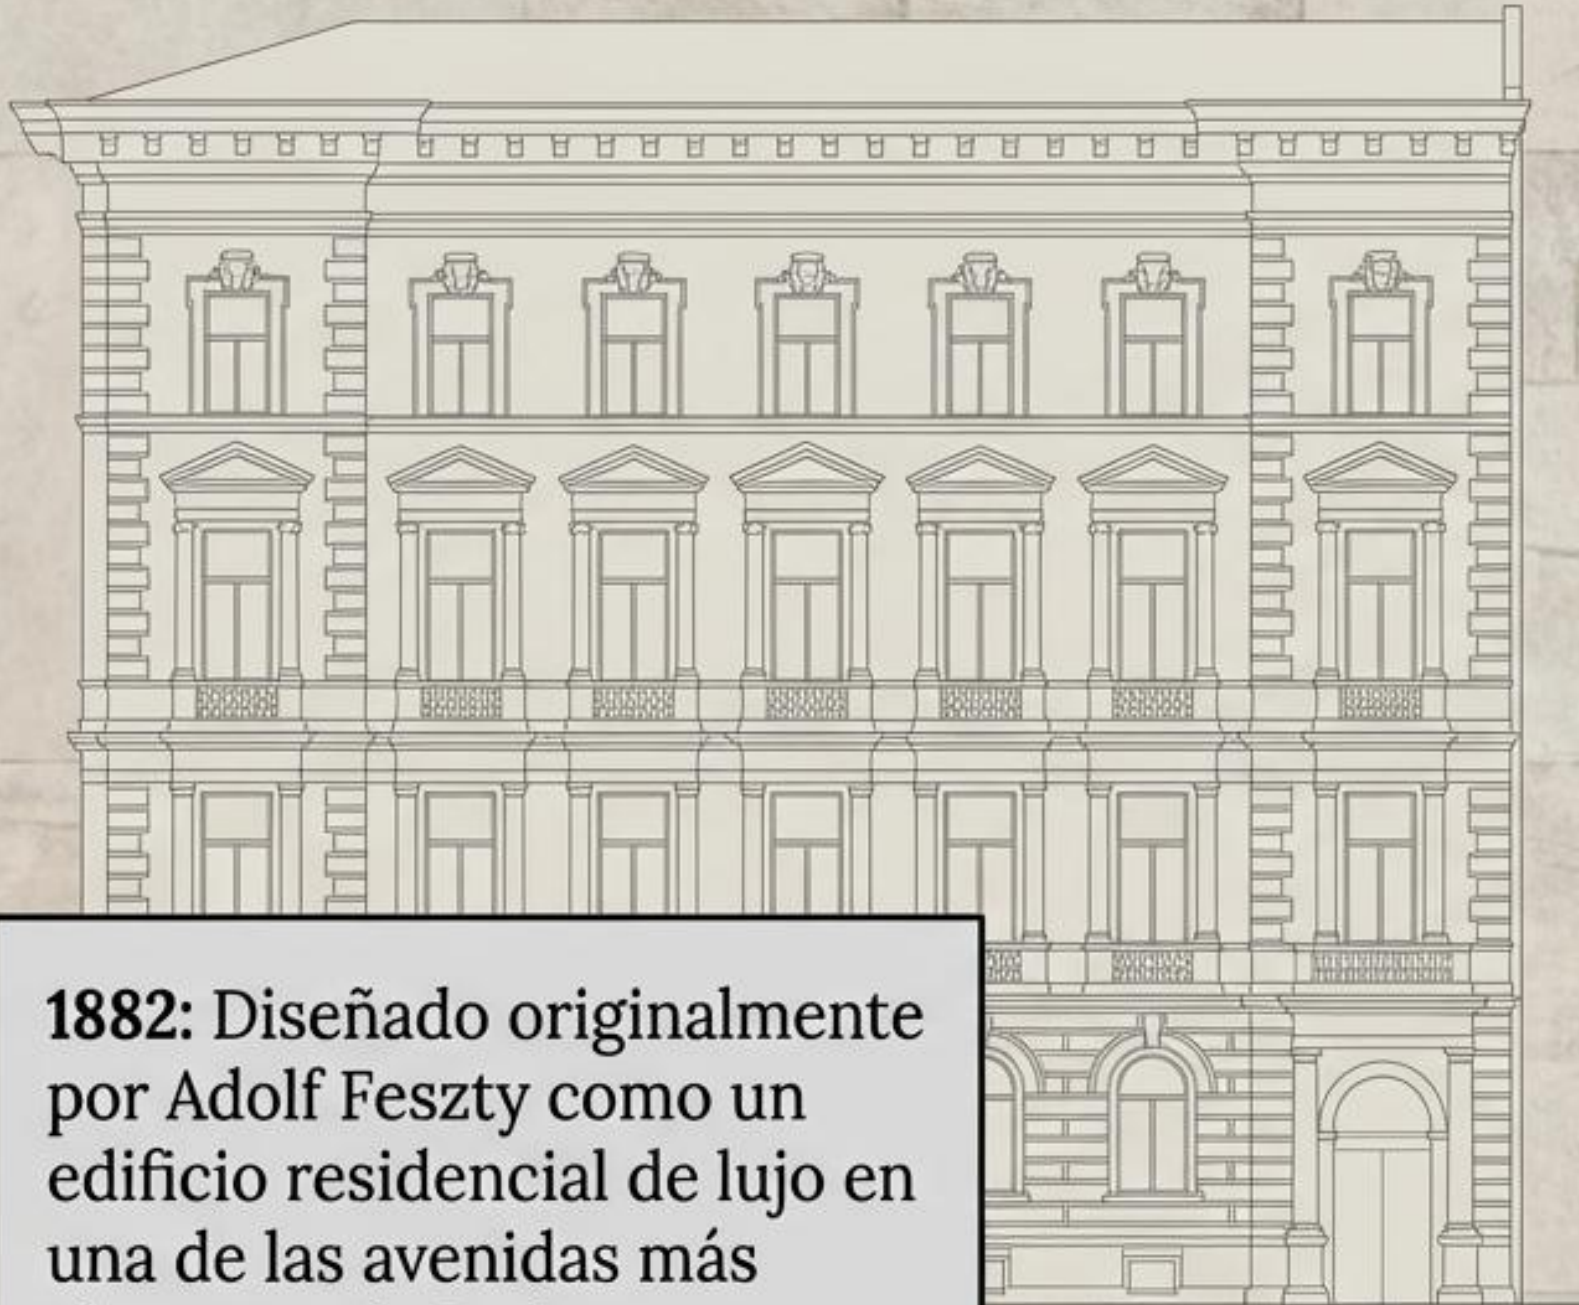 1882: Diseñado originalmente
por Adolf Feszty como un
edificio residencial de lujo en
una de las avenidas más